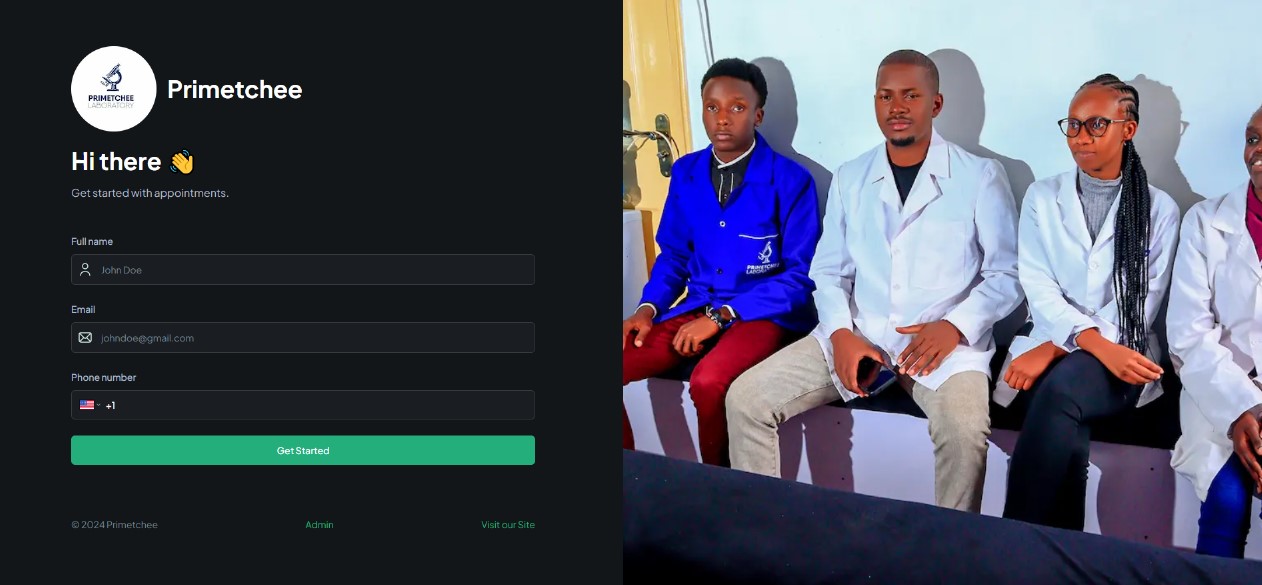 PRIMETCHEE
LABORATORY
Primetchee
Hi there 👋
Get started with appointments.
Full name
John Doe
Email
johndoe@gmail.com
Phone number
+1
Get Started
© 2024 Primetchee
Admin
Visit our Site
PRIMETCHEE
LABORATORY